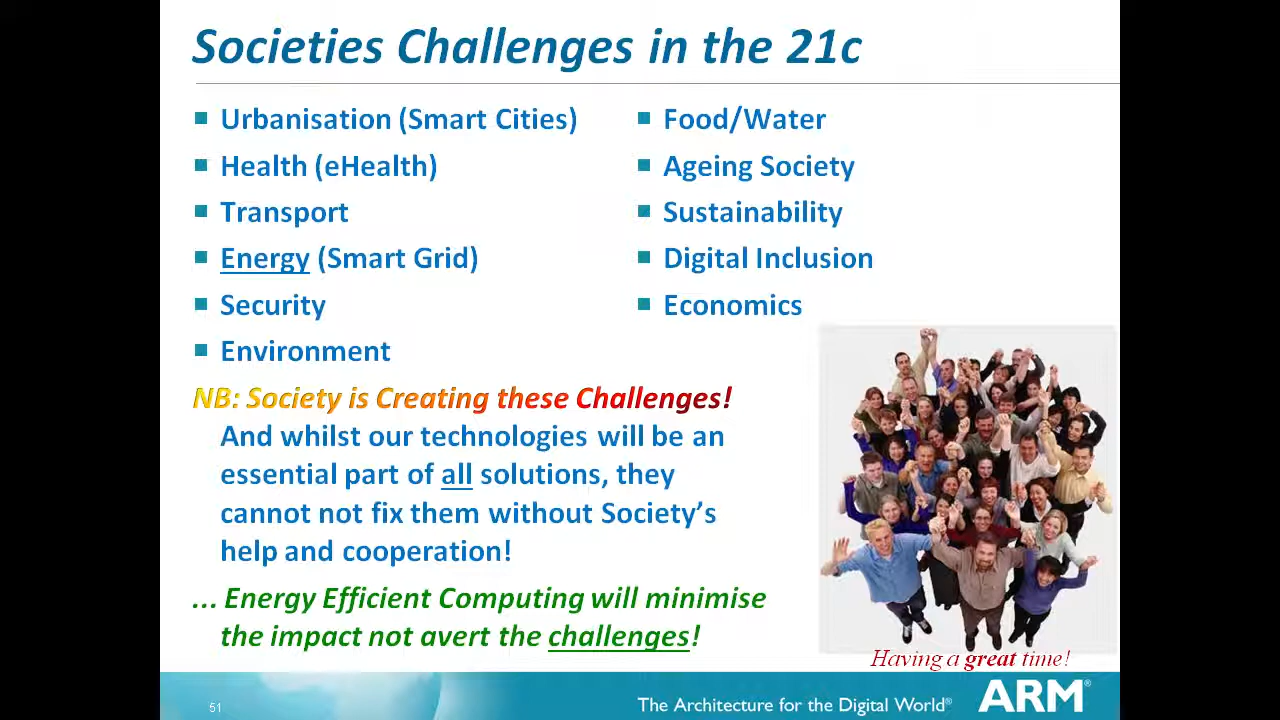 Societies Challenges in the 21c
Urbanisation (Smart Cities)
Health (eHealth)
Transport
Energy (Smart Grid)
Security
Environment
Food/Water
Ageing Society
Sustainability
Digital Inclusion
Economics
NB: Society is Creating these Challenges!
And whilst our technologies will be an
essential part of all solutions, they
cannot not fix them without Society's
help and cooperation!
... Energy Efficient Computing will minimise
the impact not avert the challenges!
Having a great time!
51
The Architecture for the Digital World®
ARM®